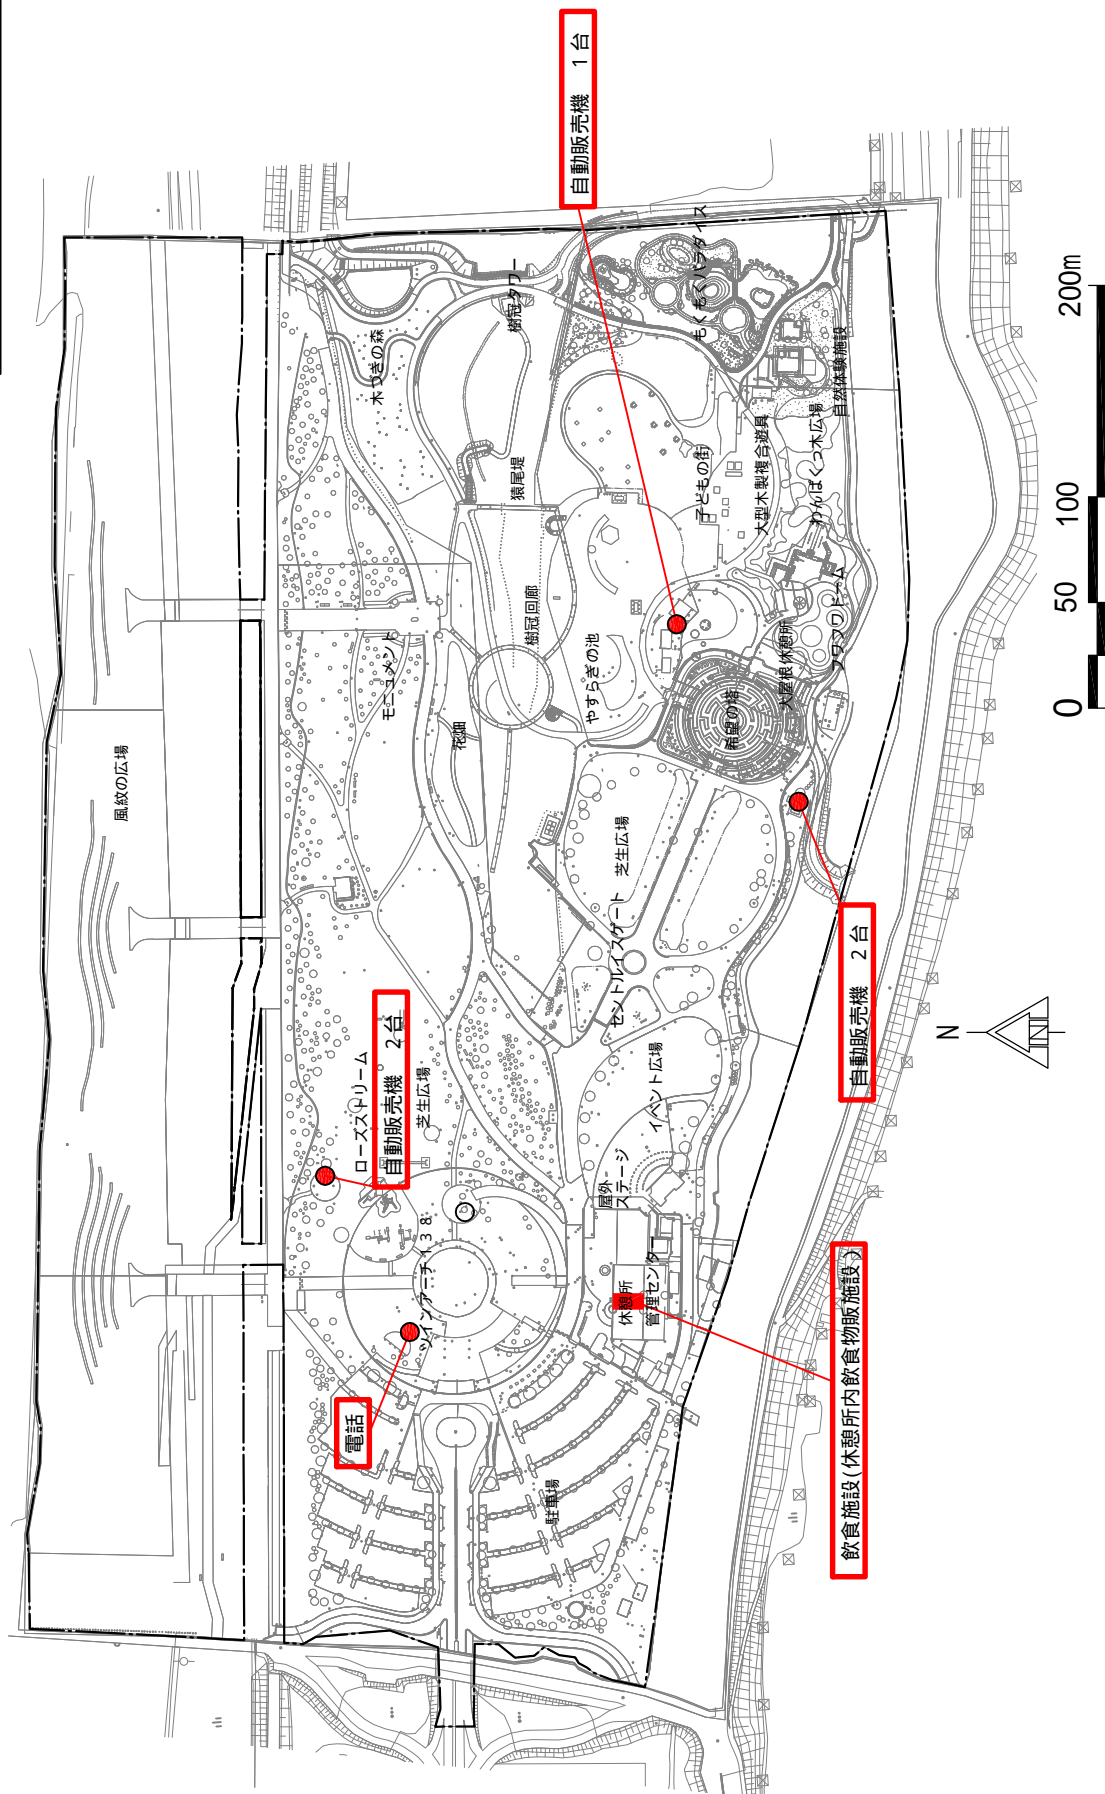 自動販売機　1台
木づきの森
樹冠タワー
もくもくパラダイス
自然体験施設
猿尾堤
子どもの街
大型木製複合遊具
わんぱくっ木広場
モニュメント
樹冠回廊
やすらぎの池
花畑
希望の塔
大屋根休憩所
フワフワドーム
風紋の広場
芝生広場
セントルイスゲート
自動販売機　2台
ローズストリーム
自動販売機　2台
芝生広場
イベント広場
屋外
ステージ
ツインアーチ138
休憩所
管理センター
電話
駐車場
飲食施設(休憩所内飲食物販施設)
N
0
50
100
200m